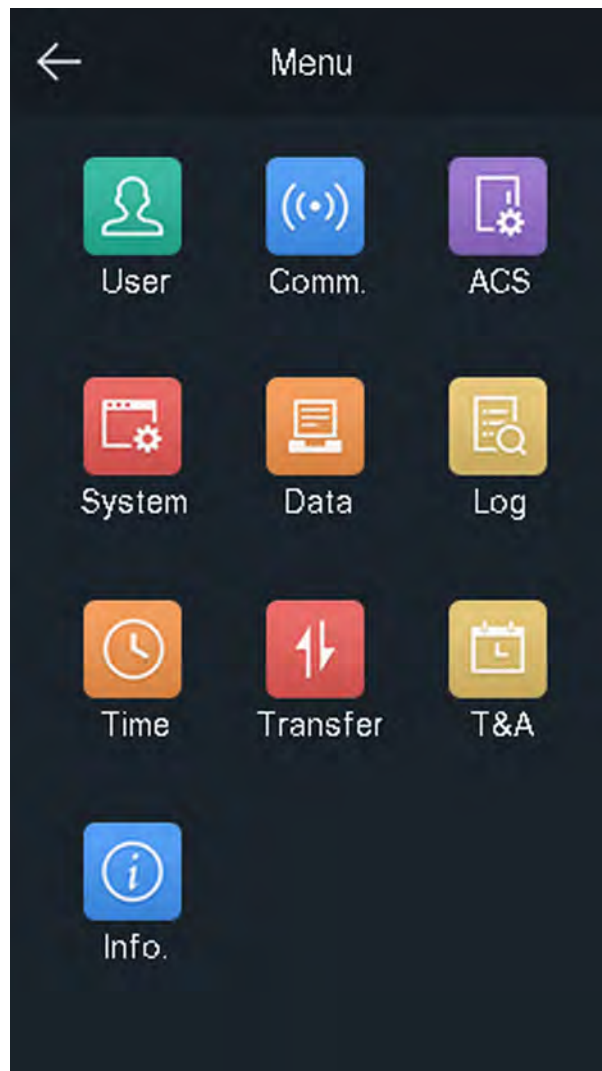 Menu
User Comm. ACS
System Data Log
Time Transfer T&A
Info.